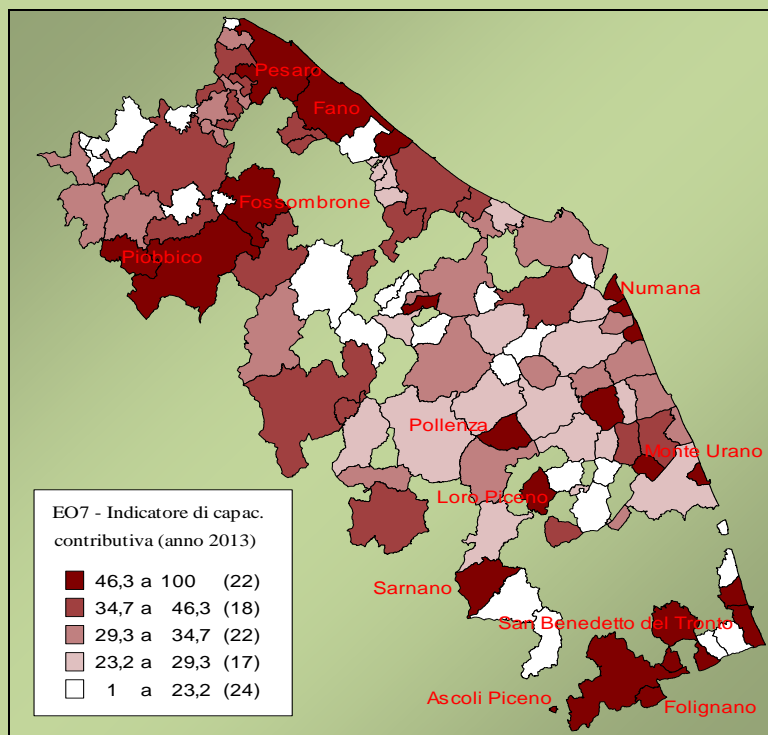 Pesaro
Fano
Fossombrone
Piobbico
Numana
Pollenza
Monte Urano
Loro Piceno
Sarnano
San Benedetto del Tronto
Ascoli Piceno
Folignano
EO7 - Indicatore di capac.
contributiva (anno 2013)
46,3 a 100 (22)
34,7 a 46,3 (18)
29,3 a 34,7 (22)
23,2 a 29,3 (17)
1 a 23,2 (24)